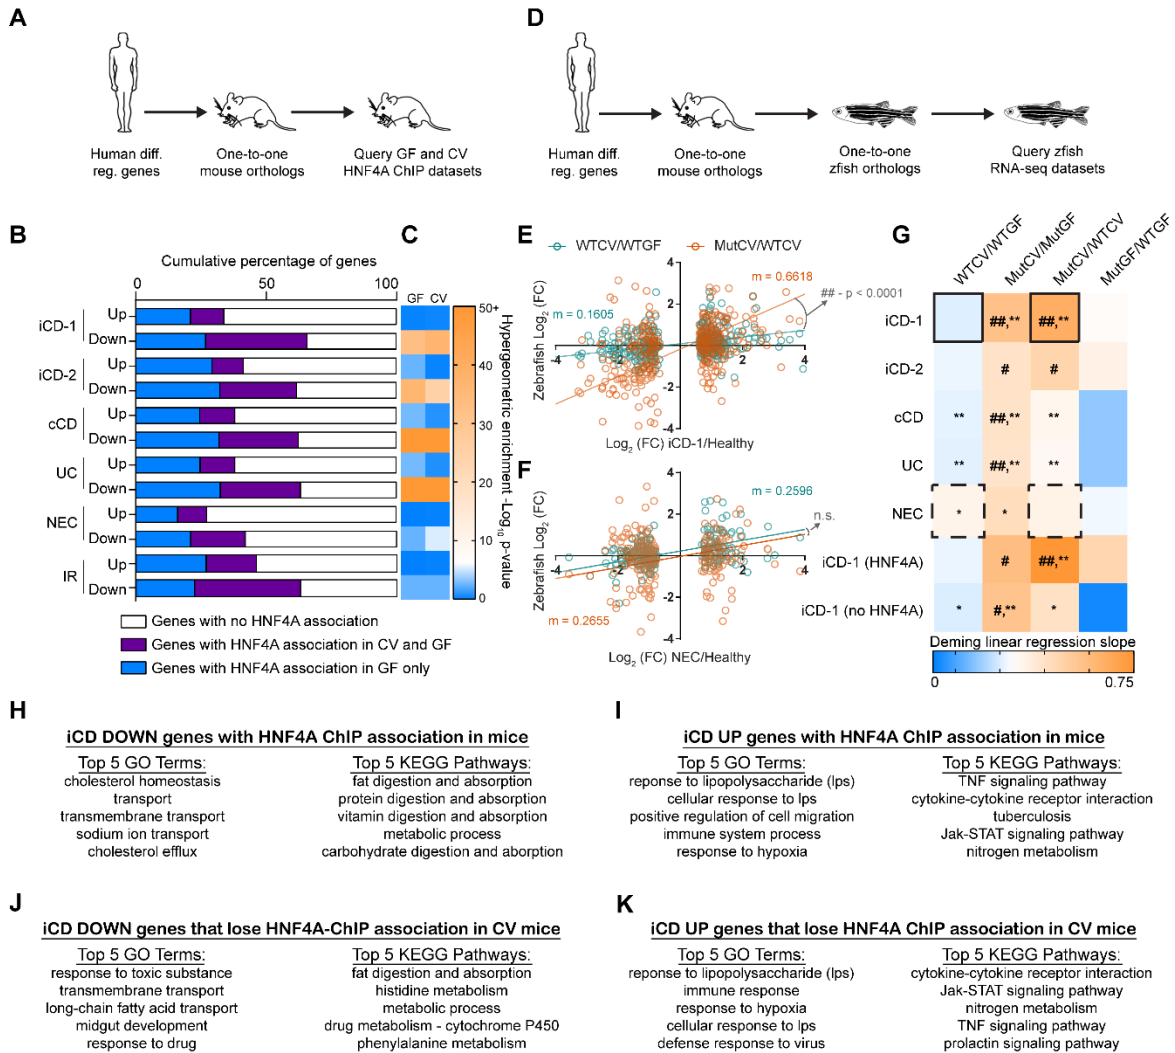 A
D
Human diff.
reg. genes
One-to-one
mouse orthologs
Query GF and CV
HNF4A ChIP datasets
Human diff.
reg. genes
One-to-one
mouse orthologs
One-to-one
zfish orthologs
Query zfish
RNA-seq datasets
B
Cumulative percentage of genes
0
50
100
iCD-1
Up
Down
iCD-2
Up
Down
cCD
Up
Down
UC
Up
Down
NEC
Up
Down
IR
Up
Down
Genes with no HNF4A association
Genes with HNF4A association in CV and GF
Genes with HNF4A association in GF only
C
GF CV
50+
40
30
20
10
0
Hypergeometric enrichment -Log10 p-value
E
WTCV/WTGF
MutCV/WTCV
m = 0.6618
## - p < 0.0001
m = 0.1605
Zebrafish Log2 (FC)
4
2
-2
-4
4
-2
2
4
Log2 (FC) iCD-1/Healthy
F
m = 0.2596
n.s.
m = 0.2655
Zebrafish Log2 (FC)
4
2
-2
-4
4
-2
2
4
Log2 (FC) NEC/Healthy
G
WTCV/WTGF
MutCV/MutGF
MutCV/WTCV
MutGF/WTGF
iCD-1
##,**
##,**
iCD-2
#
#
cCD
**
##,**
**
UC
**
##,**
**
NEC
*
*
iCD-1 (HNF4A)
#
##,**
iCD-1 (no HNF4A)
*
#,**
*
Deming linear regression slope
0
0.75
H
iCD DOWN genes with HNF4A ChIP association in mice
Top 5 GO Terms:
cholesterol homeostasis
transport
transmembrane transport
sodium ion transport
cholesterol efflux
Top 5 KEGG Pathways:
fat digestion and absorption
protein digestion and absorption
vitamin digestion and absorption
metabolic process
carbohydrate digestion and aborption
I
iCD UP genes with HNF4A ChIP association in mice
Top 5 GO Terms:
reponse to lipopolysaccharide (lps)
cellular response to lps
positive regulation of cell migration
immune system process
response to hypoxia
Top 5 KEGG Pathways:
TNF signaling pathway
cytokine-cytokine receptor interaction
tuberculosis
Jak-STAT signaling pathway
nitrogen metabolism
J
iCD DOWN genes that lose HNF4A-ChIP association in CV mice
Top 5 GO Terms:
response to toxic substance
transmembrane transport
long-chain fatty acid transport
midgut development
response to drug
Top 5 KEGG Pathways:
fat digestion and absorption
histidine metabolism
metabolic process
drug metabolism - cytochrome P450
phenylalanine metabolism
K
iCD UP genes that lose HNF4A ChIP association in CV mice
Top 5 GO Terms:
reponse to lipopolysaccharide (lps)
immune response
response to hypoxia
cellular response to lps
defense response to virus
Top 5 KEGG Pathways:
cytokine-cytokine receptor interaction
Jak-STAT signaling pathway
nitrogen metabolism
TNF signaling pathway
prolactin signaling pathway